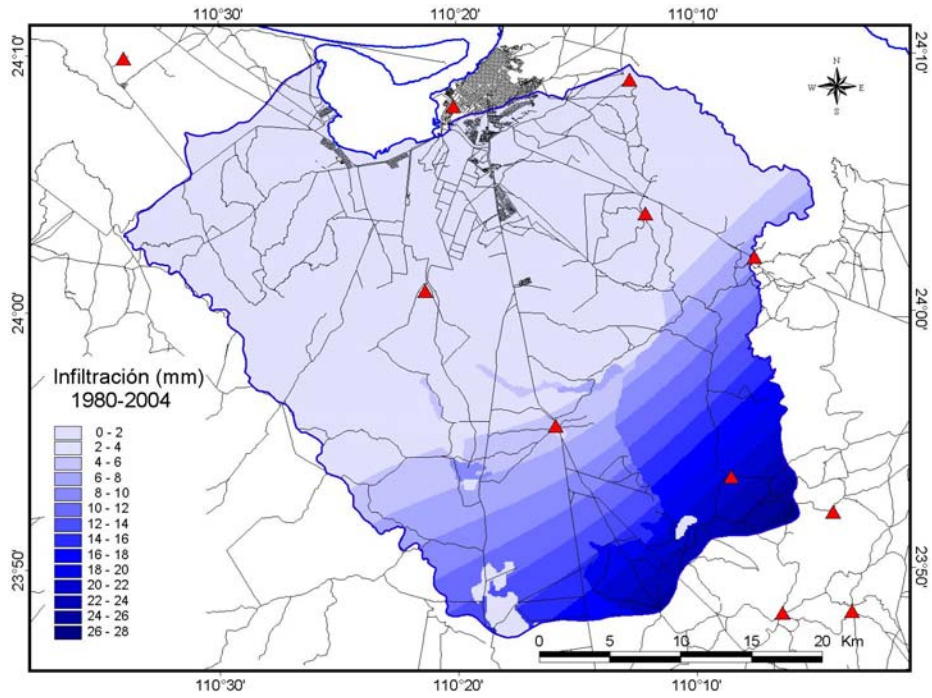 110°30' 110°20' 110°10'
24°10' 24°10'
N
W E
S
24°00' 24°00'
Infiltración (mm)
1980-2004
0 - 2
2 - 4
4 - 6
6 - 8
8 - 10
10 - 12
12 - 14
14 - 16
16 - 18
18 - 20
20 - 22
22 - 24
24 - 26
26 - 28
23°50' 23°50'
0 5 10 15 20 Km
110°30' 110°20' 110°10'